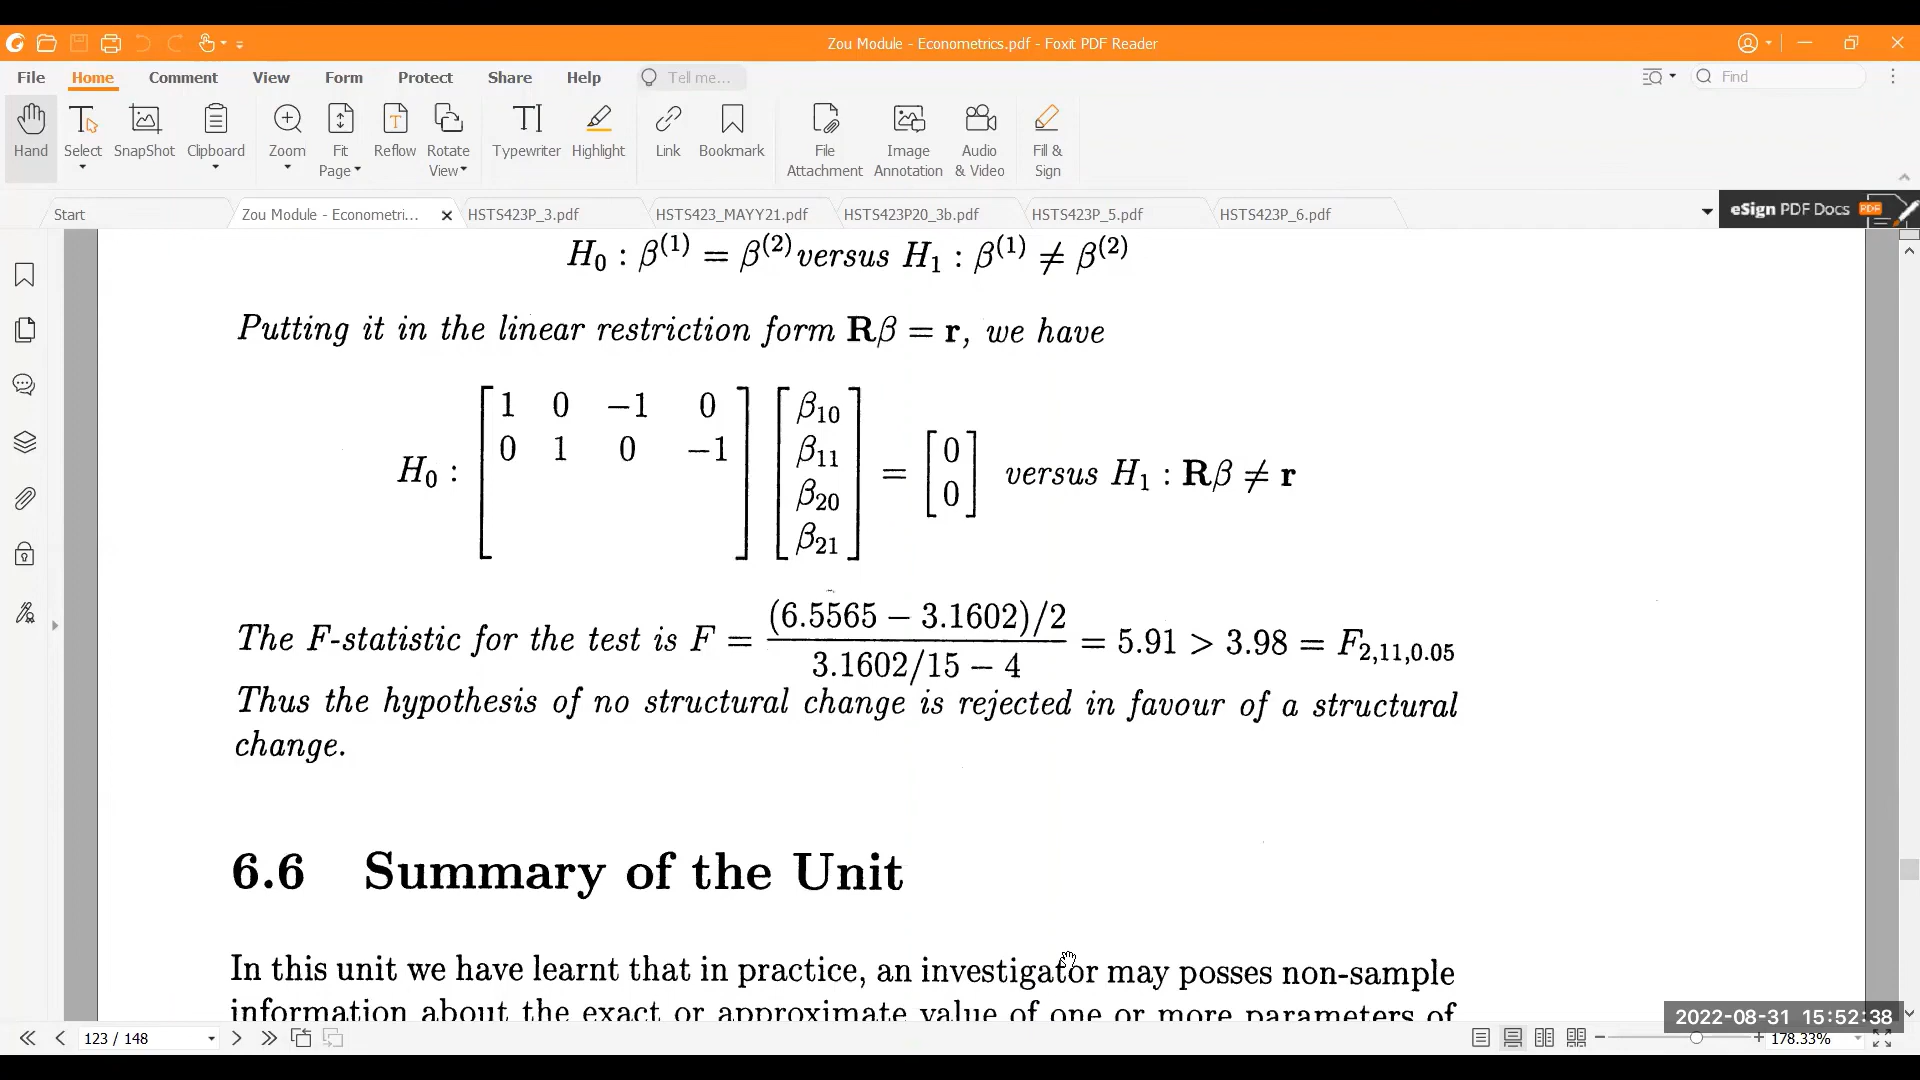 Zou Module - Econometrics.pdf - Foxit PDF Reader
File Home Comment View Form Protect Share Help Tell me... Find
Hand Select SnapShot Clipboard Zoom Fit Page Reflow Rotate View Typewriter Highlight Link Bookmark File Attachment Image Annotation Audio & Video Fill & Sign
Start Zou Module - Econometri... HSTS423P_3.pdf HSTS423_MAYY21.pdf HSTS423P20_3b.pdf HSTS423P_5.pdf HSTS423P_6.pdf eSign PDF Docs PDF
H₀ : β⁽¹⁾ = β⁽²⁾ versus H₁ : β⁽¹⁾ ≠ β⁽²⁾
Putting it in the linear restriction form Rβ = r, we have
H₀ : [1 0 −1 0; 0 1 0 −1] [β₁₀; β₁₁; β₂₀; β₂₁] = [0; 0] versus H₁ : Rβ ≠ r
The F-statistic for the test is F = (6.5565 − 3.1602)/2 / 3.1602/15 − 4 = 5.91 > 3.98 = F₂,₁₁,₀.₀₅
Thus the hypothesis of no structural change is rejected in favour of a structural
change.
6.6 Summary of the Unit
In this unit we have learnt that in practice, an investigator may posses non-sample
information about the exact or approximate value of one or more parameters of
2022-08-31 15:52:38
123 / 148 178.33%